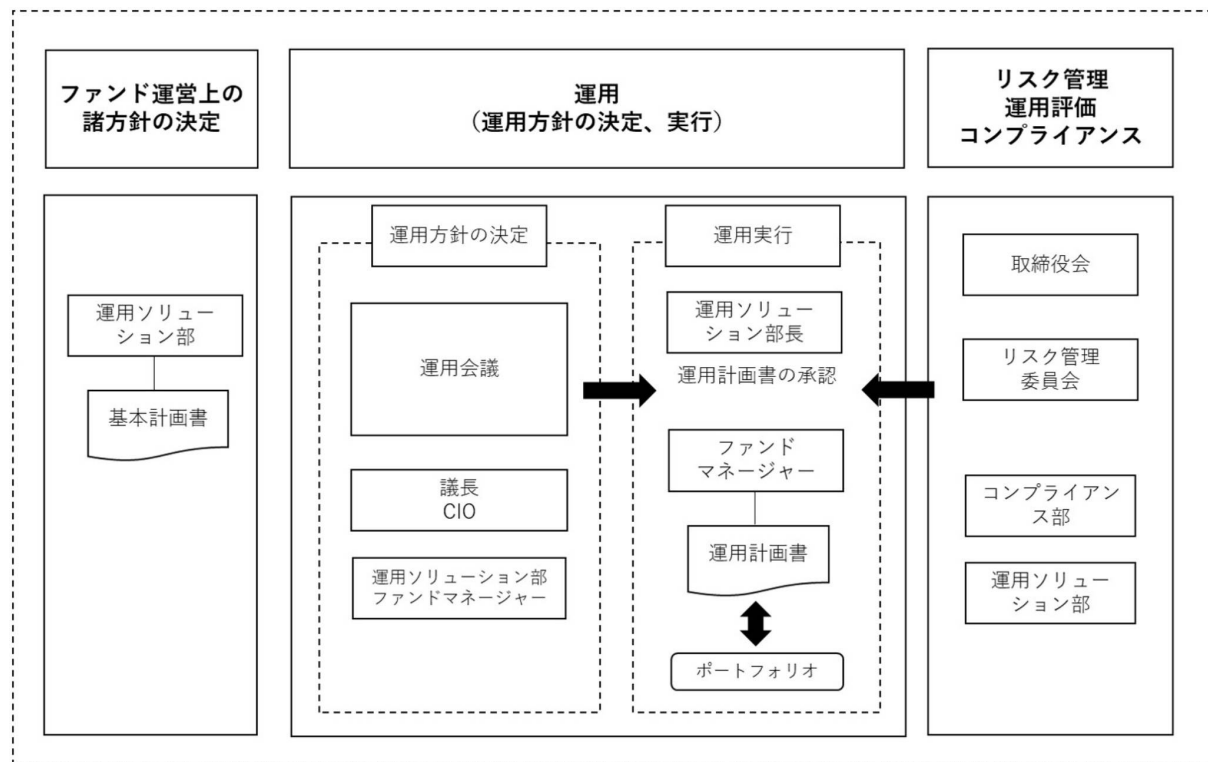 ファンド運営上の
諸方針の決定
運用
（運用方針の決定、実行）
リスク管理
運用評価
コンプライアンス
運用ソリュー
ション部
基本計画書
運用方針の決定
運用会議
議長
CIO
運用ソリューション部
ファンドマネージャー
運用実行
運用ソリュー
ション部長
運用計画書の承認
ファンド
マネージャー
運用計画書
ポートフォリオ
取締役会
リスク管理
委員会
コンプライアン
ス部
運用ソリュー
ション部